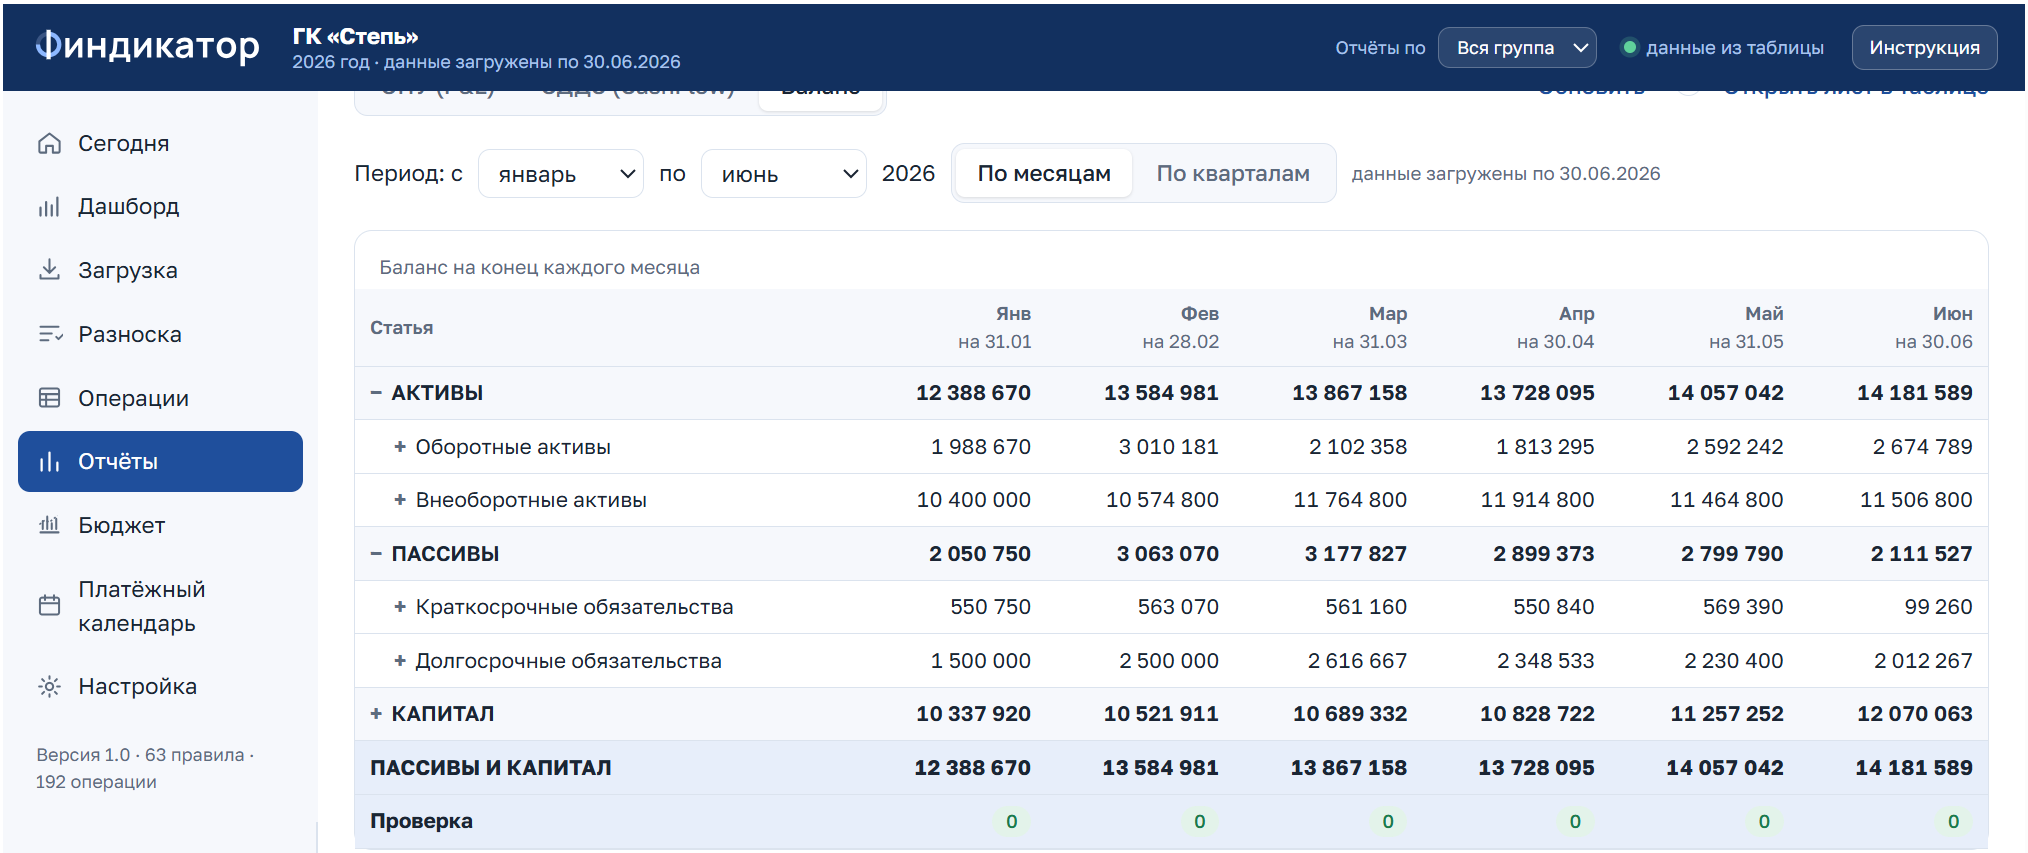 Финдикатор
ГК «Степь»
2026 год · данные загружены по 30.06.2026
Отчёты по
Вся группа
данные из таблицы
Инструкция
Баланс
Обновить
Открыть лист в таблице
Сегодня
Дашборд
Загрузка
Разноска
Операции
Отчёты
Бюджет
Платёжный
календарь
Настройка
Версия 1.0 · 63 правила ·
192 операции
Период: с январь по июнь 2026 По месяцам По кварталам данные загружены по 30.06.2026
Баланс на конец каждого месяца
Статья Янв на 31.01 Фев на 28.02 Мар на 31.03 Апр на 30.04 Май на 31.05 Июн на 30.06
− АКТИВЫ 12 388 670 13 584 981 13 867 158 13 728 095 14 057 042 14 181 589
+ Оборотные активы 1 988 670 3 010 181 2 102 358 1 813 295 2 592 242 2 674 789
+ Внеоборотные активы 10 400 000 10 574 800 11 764 800 11 914 800 11 464 800 11 506 800
− ПАССИВЫ 2 050 750 3 063 070 3 177 827 2 899 373 2 799 790 2 111 527
+ Краткосрочные обязательства 550 750 563 070 561 160 550 840 569 390 99 260
+ Долгосрочные обязательства 1 500 000 2 500 000 2 616 667 2 348 533 2 230 400 2 012 267
+ КАПИТАЛ 10 337 920 10 521 911 10 689 332 10 828 722 11 257 252 12 070 063
ПАССИВЫ И КАПИТАЛ 12 388 670 13 584 981 13 867 158 13 728 095 14 057 042 14 181 589
Проверка 0 0 0 0 0 0